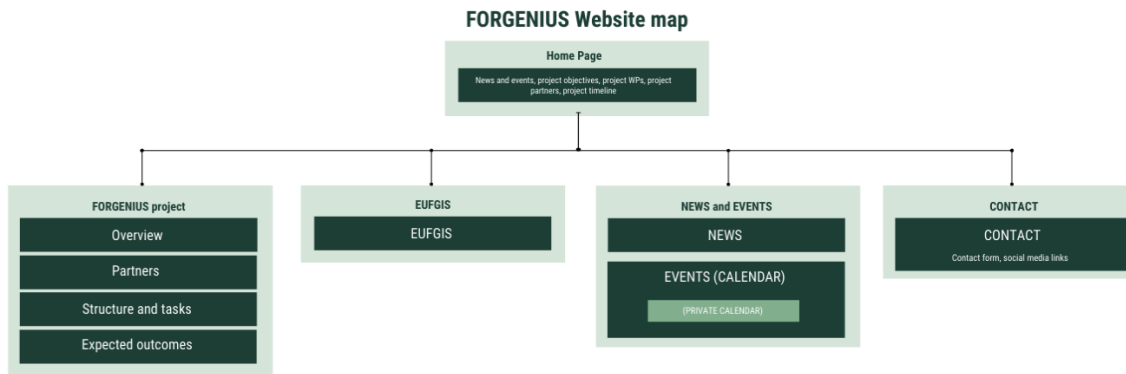 FORGENIUS Website map
Home Page
News and events, project objectives, project WPs, project
partners, project timeline
FORGENIUS project
Overview
Partners
Structure and tasks
Expected outcomes
EUFGIS
EUFGIS
NEWS and EVENTS
NEWS
EVENTS (CALENDAR)
(PRIVATE CALENDAR)
CONTACT
CONTACT
Contact form, social media links